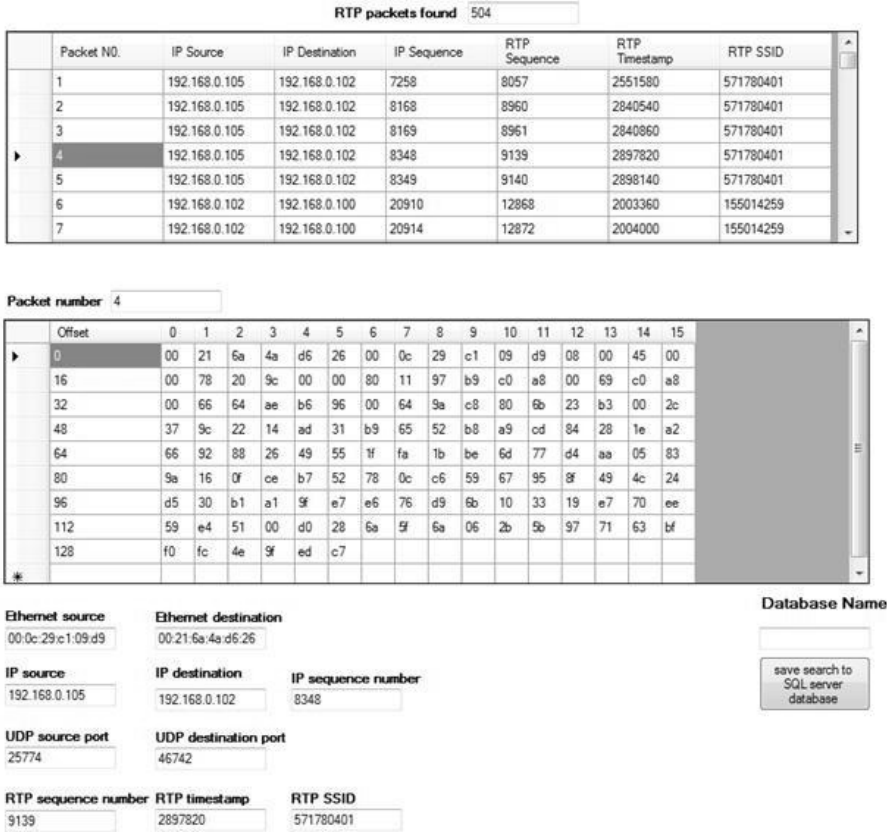 RTP packets found 504
Packet N0. IP Source IP Destination IP Sequence RTP Sequence RTP Timestamp RTP SSID
1 192.168.0.105 192.168.0.102 7258 8057 2551580 571780401
2 192.168.0.105 192.168.0.102 8168 8960 2840540 571780401
3 192.168.0.105 192.168.0.102 8169 8961 2840860 571780401
4 192.168.0.105 192.168.0.102 8348 9139 2897820 571780401
5 192.168.0.105 192.168.0.102 8349 9140 2898140 571780401
6 192.168.0.102 192.168.0.100 20910 12868 2003360 155014259
7 192.168.0.102 192.168.0.100 20914 12872 2004000 155014259
Packet number 4
Offset 0 1 2 3 4 5 6 7 8 9 10 11 12 13 14 15
0 00 21 6a 4a d6 26 00 0c 29 c1 09 d9 08 00 45 00
16 00 78 20 9c 00 00 80 11 97 b9 c0 a8 00 69 c0 a8
32 00 66 64 ae b6 96 00 64 9a c8 80 6b 23 b3 00 2c
48 37 9c 22 14 ad 31 b9 65 52 b8 a9 cd 84 28 1e a2
64 66 92 88 26 49 55 1f fa 1b be 6d 77 d4 aa 05 83
80 9a 16 0f ce b7 52 78 0c c6 59 67 95 8f 49 4c 24
96 d5 30 b1 a1 9f e7 e6 76 d9 6b 10 33 19 e7 70 ee
112 59 e4 51 00 d0 28 6a 5f 6a 06 2b 5b 97 71 63 bf
128 f0 fc 4e 9f ed c7
Ethernet source Ethernet destination
00:0c:29:c1:09:d9 00:21:6a:4a:d6:26
IP source IP destination IP sequence number
192.168.0.105 192.168.0.102 8348
UDP source port UDP destination port
25774 46742
RTP sequence number RTP timestamp RTP SSID
9139 2897820 571780401
Database Name
save search to
SQL server
database